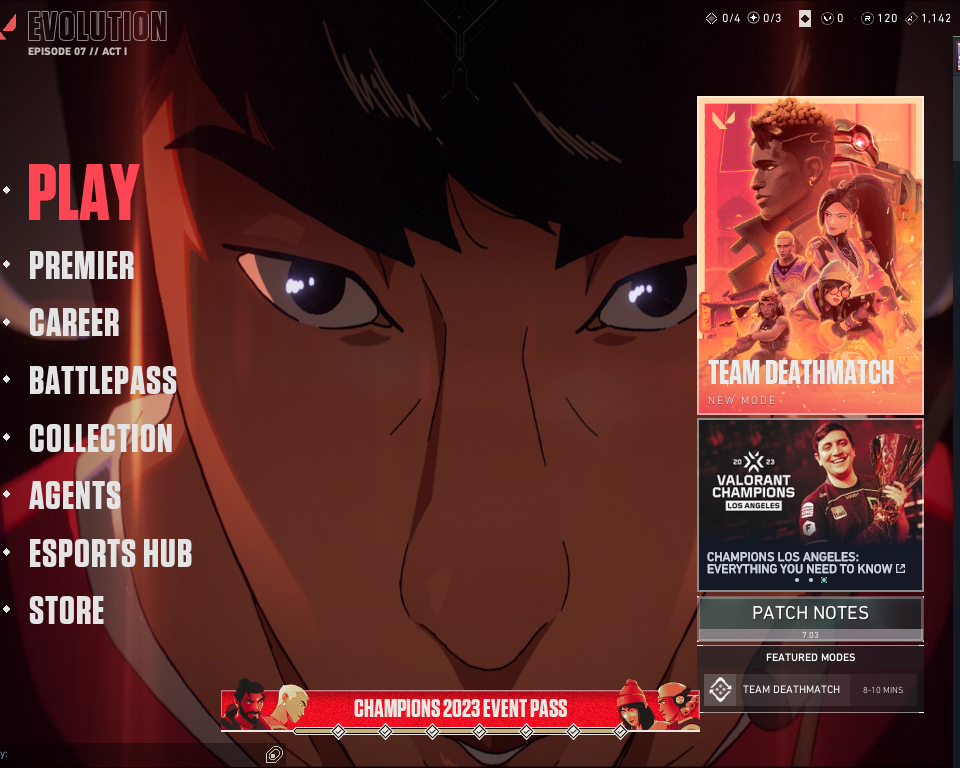 EVOLUTION
EPISODE 07 // ACT I
0/4 0/3 0 120 1,142
PLAY
PREMIER
CAREER
BATTLEPASS
COLLECTION
AGENTS
ESPORTS HUB
STORE
TEAM DEATHMATCH
NEW MODE
20 23
VALORANT
CHAMPIONS
LOS ANGELES
CHAMPIONS LOS ANGELES:
EVERYTHING YOU NEED TO KNOW
PATCH NOTES
7.03
FEATURED MODES
TEAM DEATHMATCH 8-10 MINS
CHAMPIONS 2023 EVENT PASS
y: